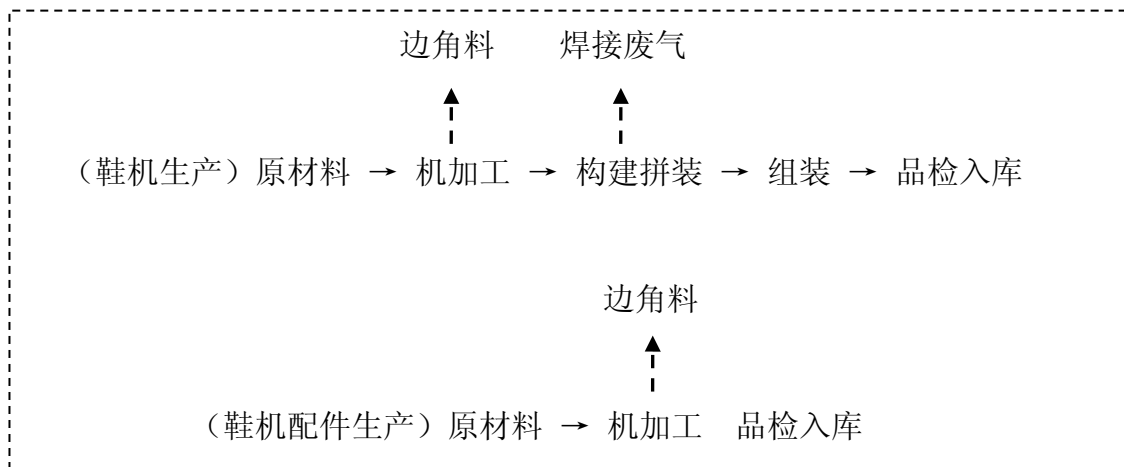 边角料 焊接废气
（鞋机生产）原材料 → 机加工 → 构建拼装 → 组装 → 品检入库
边角料
（鞋机配件生产）原材料 → 机加工 品检入库